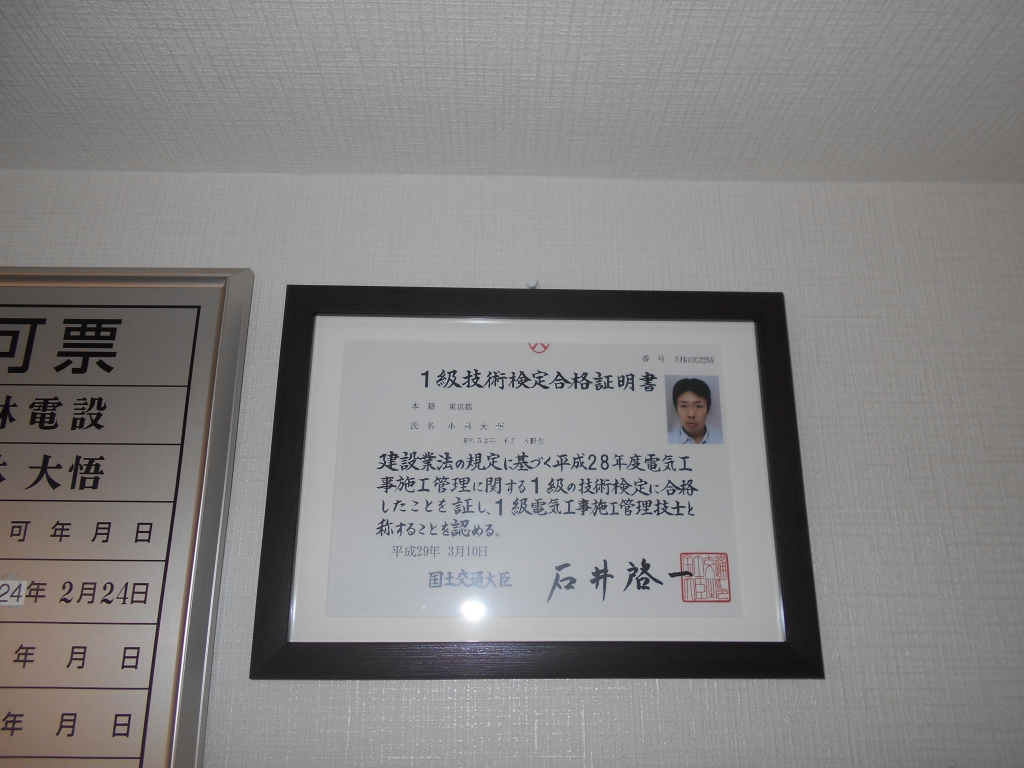 可票
林電設
大悟
可 年 月 日
24年 2月24日
年 月 日
年 月 日
番 号
1級技術検定合格証明書
本 籍 東京都
氏 名 小 林 大 悟
建設業法の規定に基づく平成28年度電気工
事施工管理に関する1級の技術検定に合格
したことを証し、1級電気工事施工管理技士と
称することを認める。
平成29年 3月10日
国土交通大臣 石井啓一